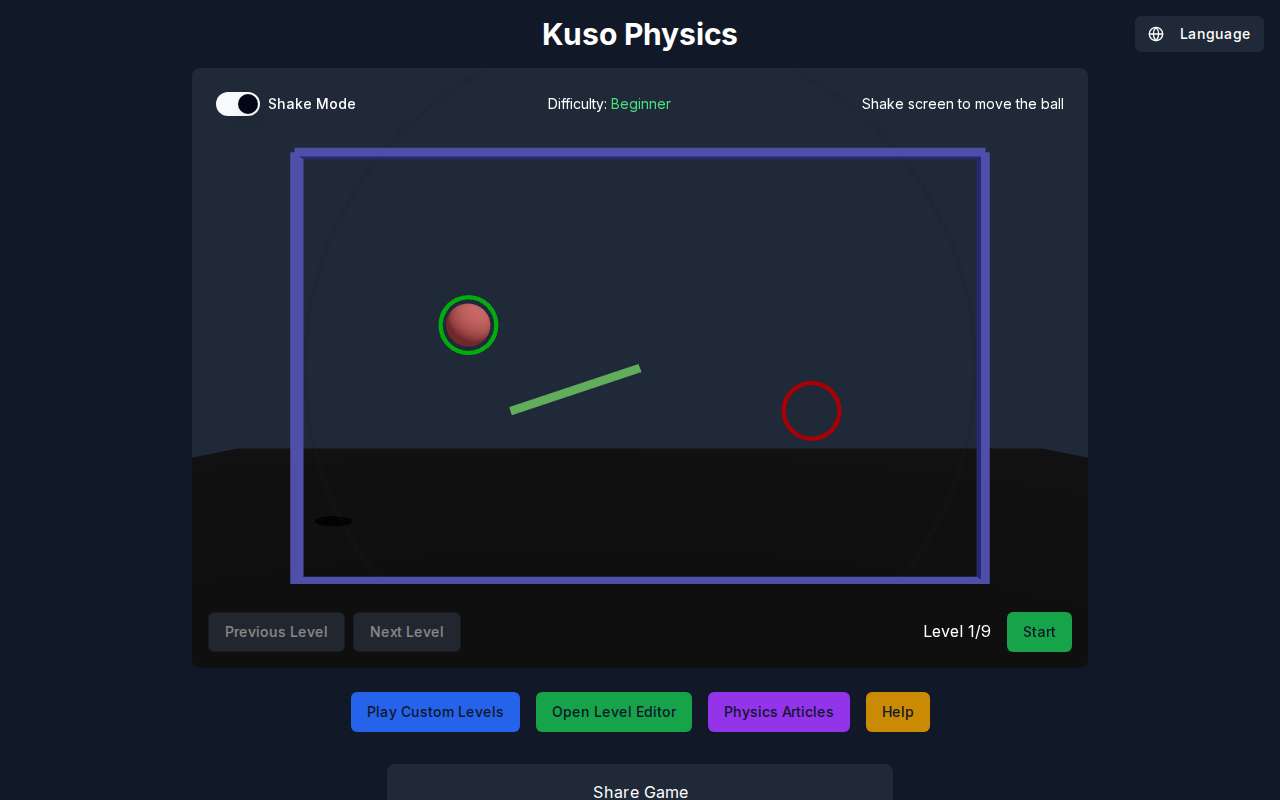 Kuso Physics
Language
Shake Mode
Difficulty: Beginner
Shake screen to move the ball
Previous Level
Next Level
Level 1/9
Start
Play Custom Levels
Open Level Editor
Physics Articles
Help
Share Game